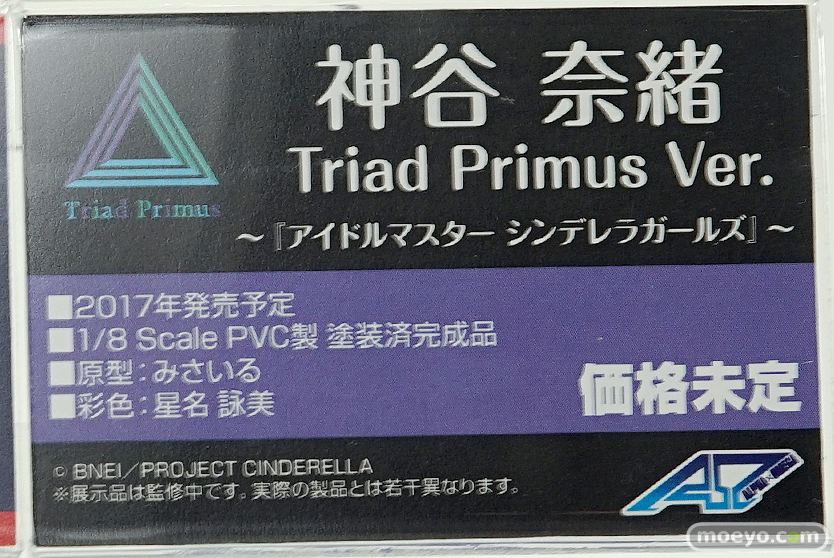 神谷 奈緒
Triad Primus Ver.
Triad Primus
~『アイドルマスター シンデレラガールズ』~
■2017年発売予定
■1/8 Scale PVC製 塗装済完成品
■原型：みさいる
■彩色：星名 詠美
価格未定
© BNEI／PROJECT CINDERELLA
※展示品は監修中です。実際の製品とは若干異なります。
ALPHA×OMEGA
moeyo.com